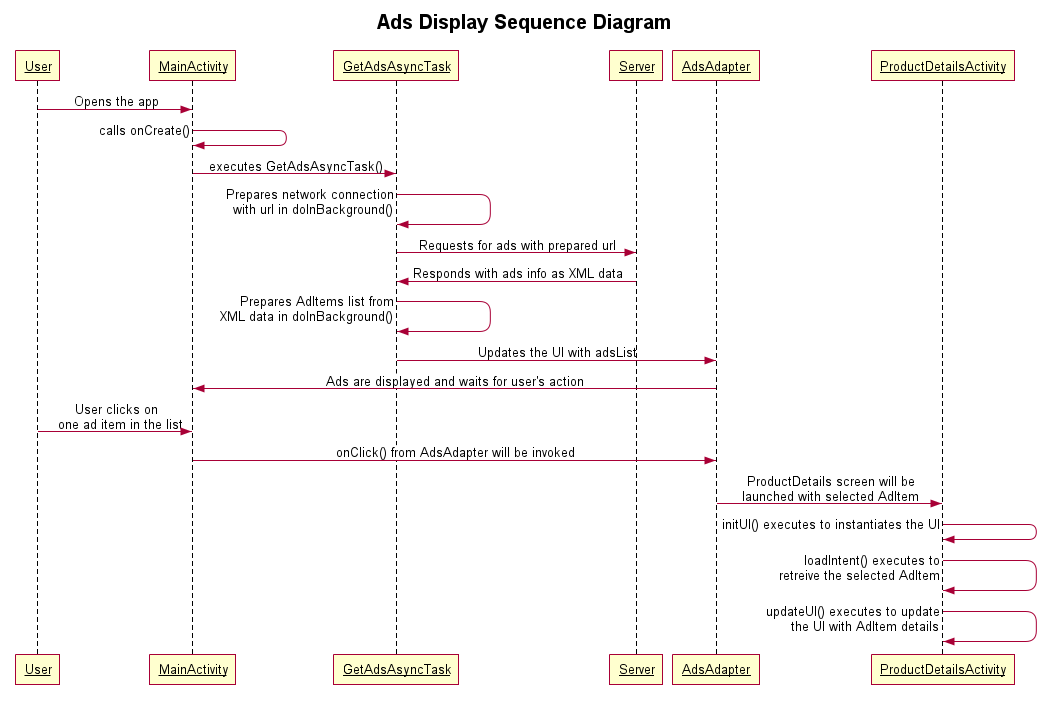 Ads Display Sequence Diagram
User
MainActivity
GetAdsAsyncTask
Server
AdsAdapter
ProductDetailsActivity
Opens the app
calls onCreate()
executes GetAdsAsyncTask()
Prepares network connection
with url in doInBackground()
Requests for ads with prepared url
Responds with ads info as XML data
Prepares AdItems list from
XML data in doInBackground()
Updates the UI with adsList
Ads are displayed and waits for user's action
User clicks on
one ad item in the list
onClick() from AdsAdapter will be invoked
ProductDetails screen will be
launched with selected AdItem
initUI() executes to instantiates the UI
loadIntent() executes to
retreive the selected AdItem
updateUI() executes to update
the UI with AdItem details
User
MainActivity
GetAdsAsyncTask
Server
AdsAdapter
ProductDetailsActivity